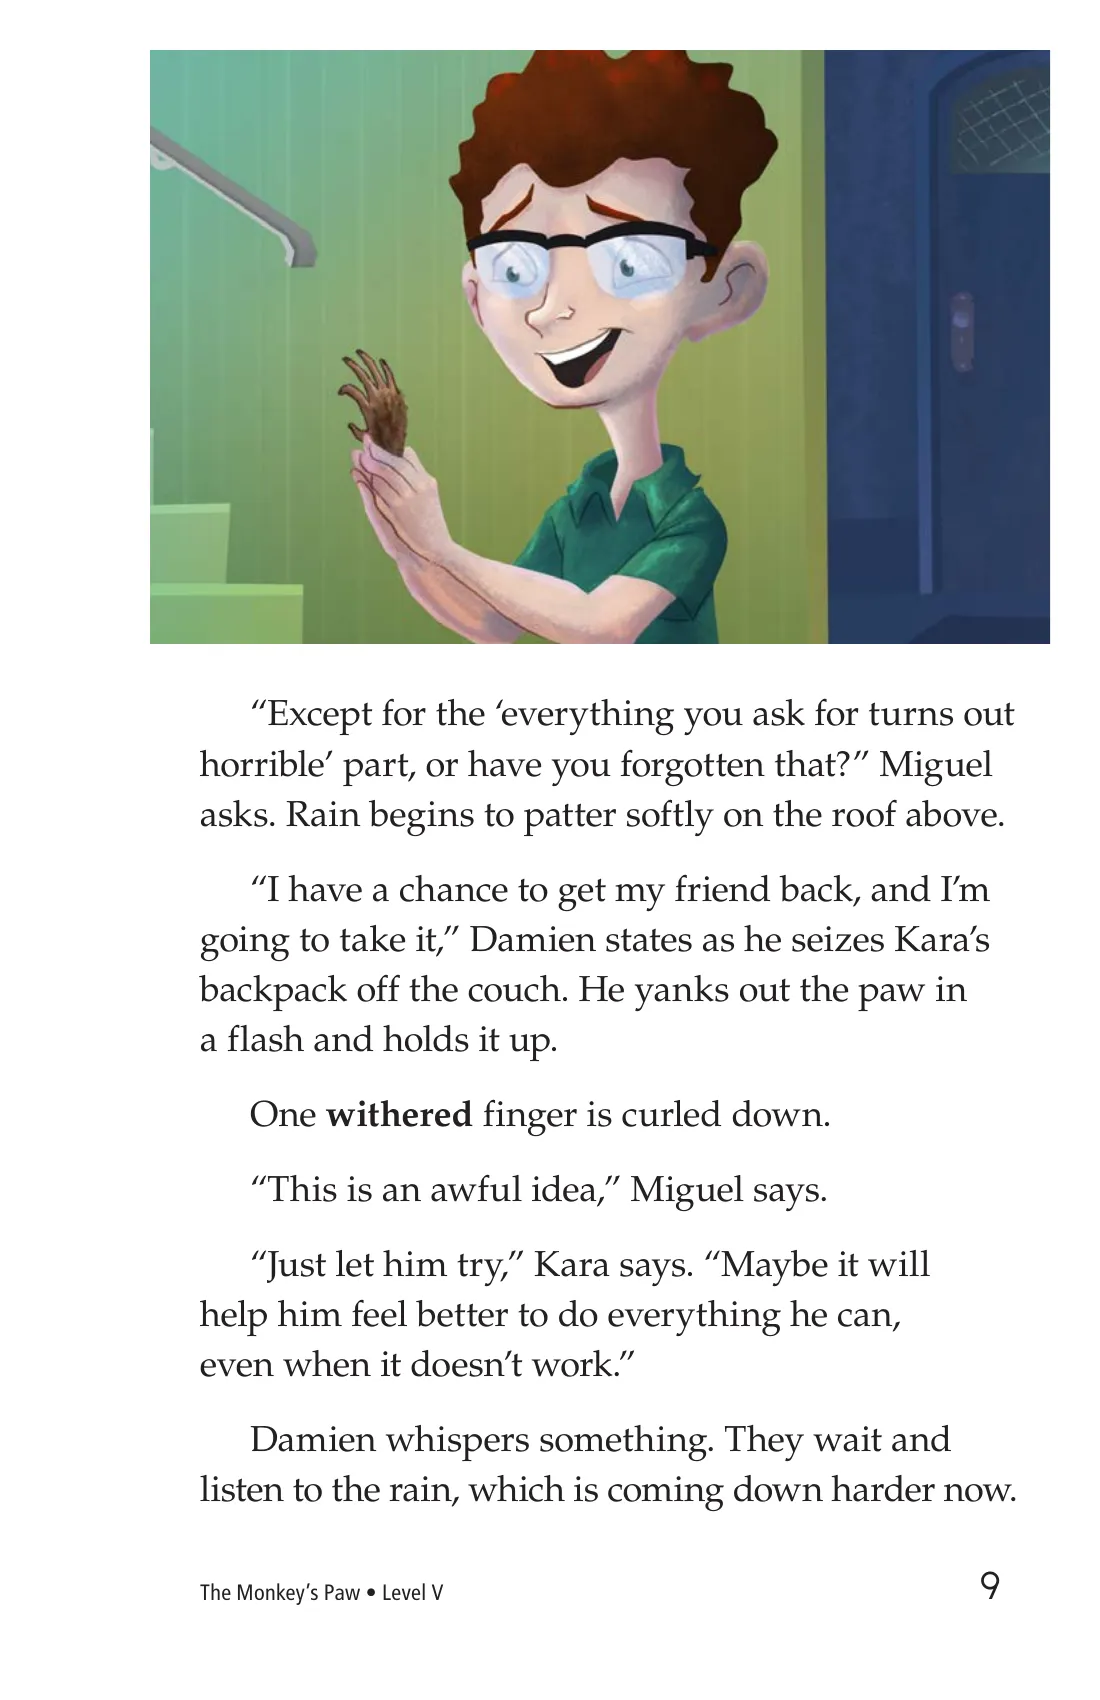 “Except for the ‘everything you ask for turns out
horrible’ part, or have you forgotten that?” Miguel
asks. Rain begins to patter softly on the roof above.
“I have a chance to get my friend back, and I’m
going to take it,” Damien states as he seizes Kara’s
backpack off the couch. He yanks out the paw in
a flash and holds it up.
One withered finger is curled down.
“This is an awful idea,” Miguel says.
“Just let him try,” Kara says. “Maybe it will
help him feel better to do everything he can,
even when it doesn’t work.”
Damien whispers something. They wait and
listen to the rain, which is coming down harder now.
The Monkey’s Paw • Level V
9